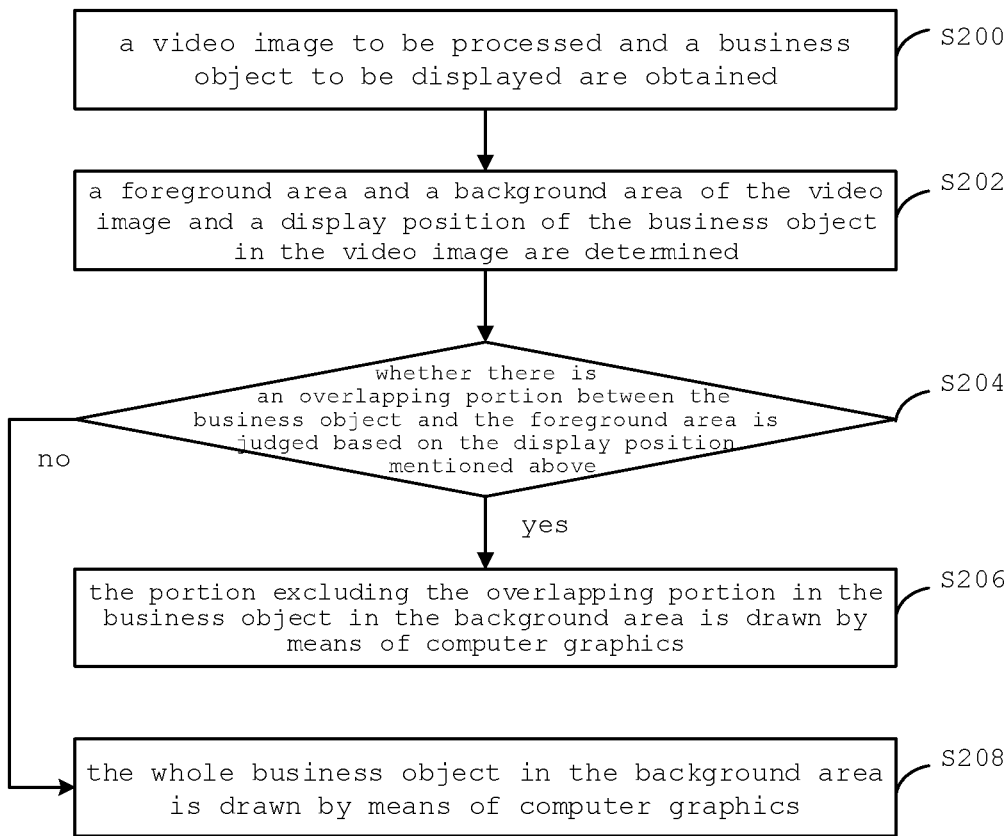 a video image to be processed and a business
object to be displayed are obtained
S200
a foreground area and a background area of the video
image and a display position of the business object
in the video image are determined
S202
whether there is
an overlapping portion between the
business object and the foreground area is
judged based on the display position
mentioned above
S204
no
yes
the portion excluding the overlapping portion in the
business object in the background area is drawn by
means of computer graphics
S206
the whole business object in the background area
is drawn by means of computer graphics
S208